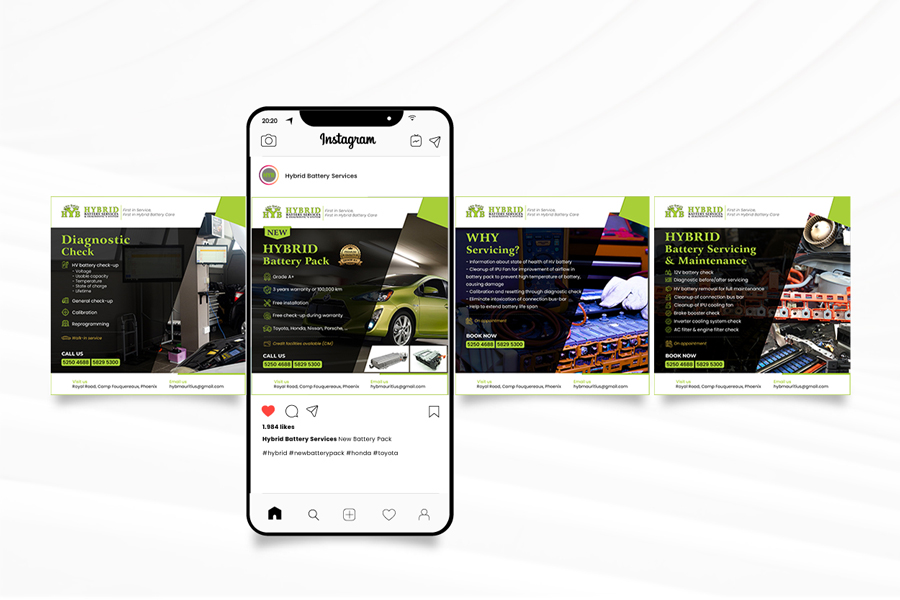 20:20
Instagram
HYB
Hybrid Battery Services
HYB HYBRID
BATTERY SERVICES
First in Service,
First in Hybrid Battery Care
Diagnostic
Check
HV battery check-up
- Voltage
- Usable capacity
- Temperature
- State of charge
- Lifetime
General check-up
Calibration
Reprogramming
Walk-in service
CALL US
5250 4688 5829 5300
Visit us
Royal Road, Camp Fouquereaux, Phoenix
Email us
hybmauritius@gmail.com
HYB HYBRID
BATTERY SERVICES
First in Service,
First in Hybrid Battery Care
NEW
HYBRID
Battery Pack
Grade A+
3 years warranty or 100,000 km
Free installation
Free check-up during warranty
Toyota, Honda, Nissan, Porsche,...
Credit facilities available (CIM)
CALL US
5250 4688 5829 5300
Visit us
Royal Road, Camp Fouquereaux, Phoenix
Email us
hybmauritius@gmail.com
1.984 likes
Hybrid Battery Services New Battery Pack
#hybrid #newbatterypack #honda #toyota
HYB HYBRID
BATTERY SERVICES
First in Service,
First in Hybrid Battery Care
WHY
Servicing?
- Information about state of health of HV battery
- Cleanup of IPU Fan for improvement of airflow in
battery pack to prevent high temperature of battery,
causing damage
- Calibration and resetting through diagnostic check
- Eliminate intoxication of connection bus-bar
- Help to extend battery life span
On appointment
BOOK NOW
5250 4688 5829 5300
Visit us
Royal Road, Camp Fouquereaux, Phoenix
Email us
hybmauritius@gmail.com
HYB HYBRID
BATTERY SERVICES
First in Service,
First in Hybrid Battery Care
HYBRID
Battery Servicing
& Maintenance
12V battery check
Diagnostic before/after servicing
HV battery removal for full maintenance
Cleanup of connection bus bar
Cleanup of IPU cooling fan
Brake booster check
Inverter cooling system check
AC filter & engine filter check
On appointment
BOOK NOW
5250 4688 5829 5300
Visit us
Royal Road, Camp Fouquereaux, Phoenix
Email us
hybmauritius@gmail.com